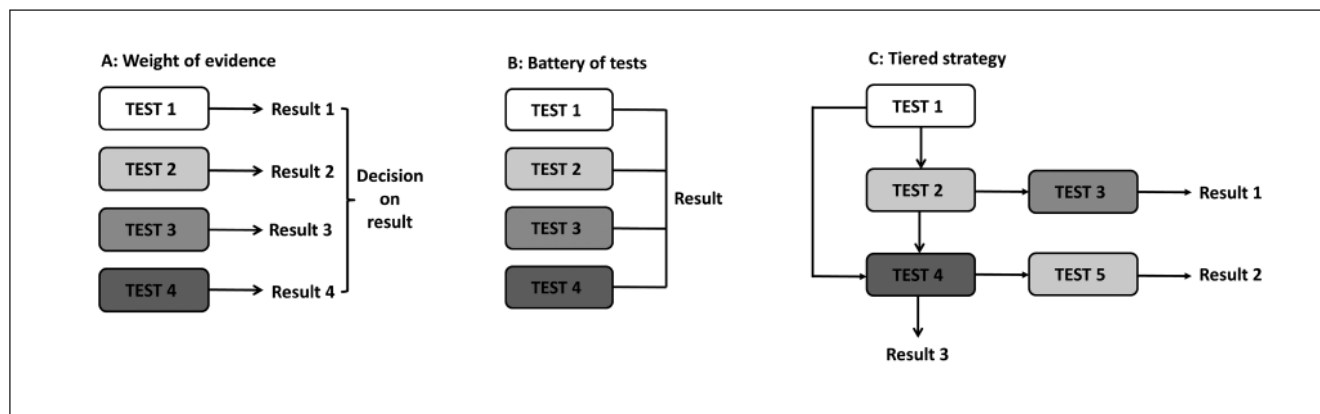 A: Weight of evidence
TEST 1
Result 1
TEST 2
Result 2
TEST 3
Result 3
TEST 4
Result 4
Decision
on
result
B: Battery of tests
TEST 1
TEST 2
TEST 3
TEST 4
Result
C: Tiered strategy
TEST 1
TEST 2
TEST 3
Result 1
TEST 4
TEST 5
Result 2
Result 3